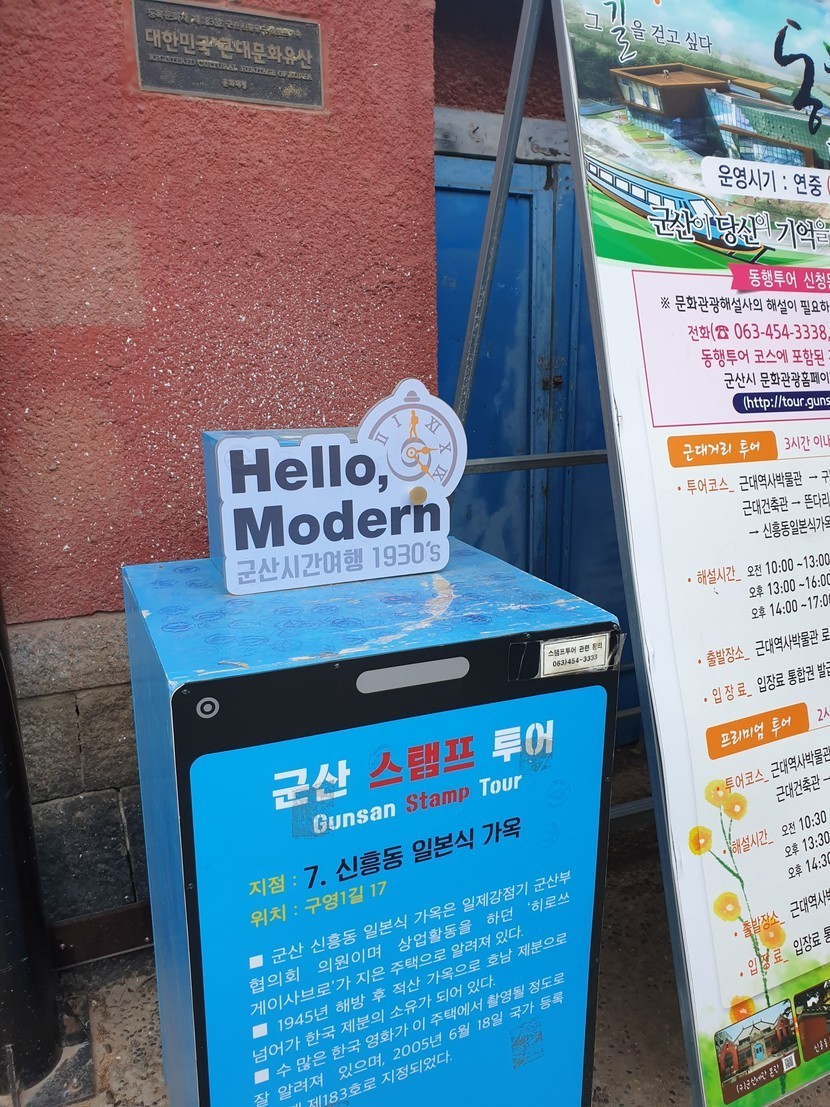 대한민국 근대문화유산
REGISTERED CULTURAL HERITAGE OF KOREA
문화재청
Hello,
Modern
군산시간여행 1930's
스탬프투어 관련 문의
063)454-3333
군산 스탬프 투어
Gunsan Stamp Tour
지점 : 7. 신흥동 일본식 가옥
위치 : 구영1길 17
■ 군산 신흥동 일본식 가옥은 일제강점기 군산부
협의회 의원이며 상업활동을 하던 '히로쓰
게이사브로'가 지은 주택으로 알려져 있다.
■ 1945년 해방 후 적산 가옥으로 호남 제분으로
넘어가 한국 제분의 소유가 되어 있다.
■ 수 많은 한국 영화가 이 주택에서 촬영될 정도로
잘 알려져 있으며, 2005년 6월 18일 국가 등록
제183호로 지정되었다.
그 길을 걷고 싶다
동
운영시기 : 연중
군산이 당신의 기억을
동행투어 신청
※ 문화관광해설사의 해설이 필요하
전화(☎ 063-454-3338,
동행투어 코스에 포함된
군산시 문화관광홈페이
(http://tour.guns
근대거리 투어 3시간 이내
• 투어코스_ 근대역사박물관 →
근대건축관 → 뜬다리
→ 신흥동일본식가옥
• 해설시간_ 오전 10:00 ~13:00
오후 13:00 ~16:00
오후 14:00 ~17:00
• 출발장소_ 근대역사박물관 로
• 입 장 료_ 입장료 통합권 발급
프리미엄 투어
투어코스_ 근대역사박물관
근대건축관
• 해설시간_ 오전 10:30
오후 13:30
오후 14:30
• 출발장소_ 근대역
• 입 장 료_ 입장료 통